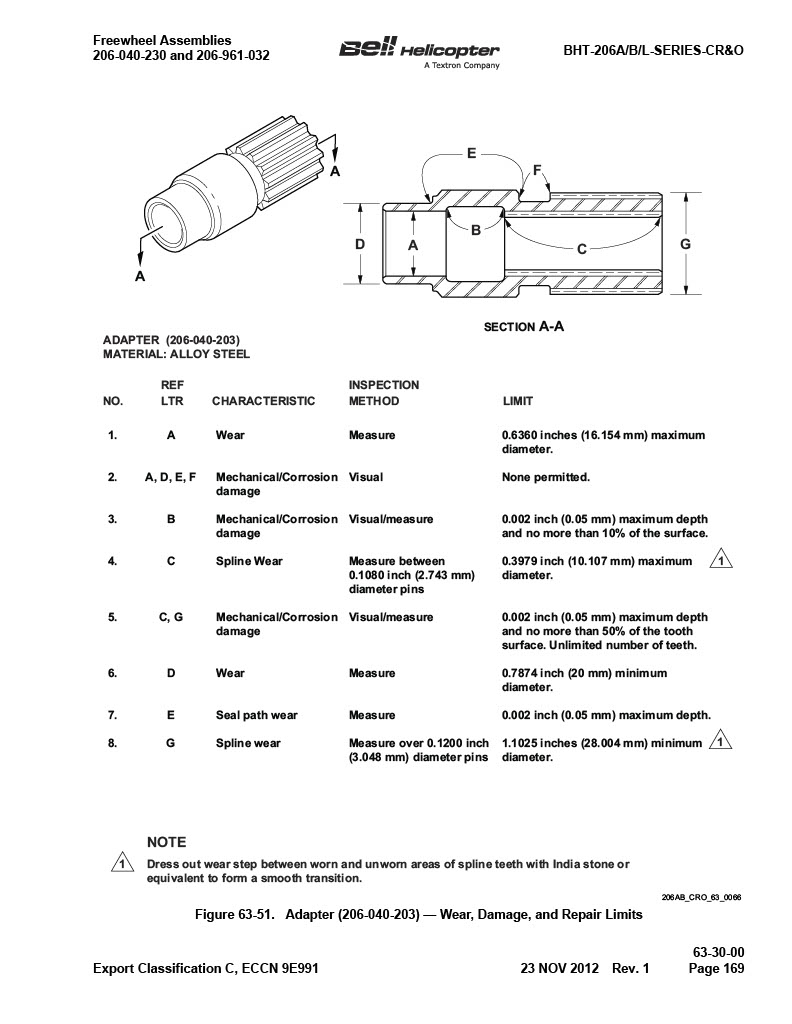 Freewheel Assemblies
206-040-230 and 206-961-032
Bell Helicopter
A Textron Company
BHT-206A/B/L-SERIES-CR&O
A
A
E
F
D
A
B
C
G
SECTION A-A
ADAPTER (206-040-203)
MATERIAL: ALLOY STEEL
NO. REF LTR CHARACTERISTIC INSPECTION METHOD LIMIT
1. A Wear Measure 0.6360 inches (16.154 mm) maximum
diameter.
2. A, D, E, F Mechanical/Corrosion Visual None permitted.
damage
3. B Mechanical/Corrosion Visual/measure 0.002 inch (0.05 mm) maximum depth
damage and no more than 10% of the surface.
4. C Spline Wear Measure between 0.3979 inch (10.107 mm) maximum 1
0.1080 inch (2.743 mm) diameter.
diameter pins
5. C, G Mechanical/Corrosion Visual/measure 0.002 inch (0.05 mm) maximum depth
damage and no more than 50% of the tooth
surface. Unlimited number of teeth.
6. D Wear Measure 0.7874 inch (20 mm) minimum
diameter.
7. E Seal path wear Measure 0.002 inch (0.05 mm) maximum depth.
8. G Spline wear Measure over 0.1200 inch 1.1025 inches (28.004 mm) minimum 1
(3.048 mm) diameter pins diameter.
NOTE
1 Dress out wear step between worn and unworn areas of spline teeth with India stone or
equivalent to form a smooth transition.
206AB_CRO_63_0066
Figure 63-51. Adapter (206-040-203) — Wear, Damage, and Repair Limits
63-30-00
Export Classification C, ECCN 9E991 23 NOV 2012 Rev. 1 Page 169